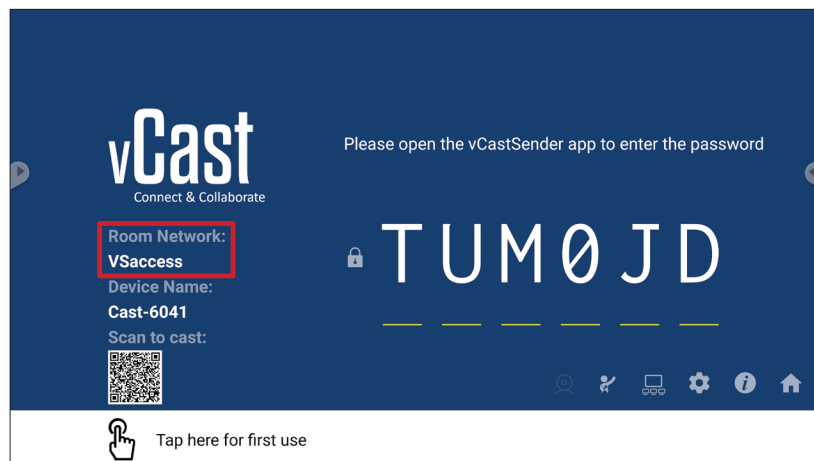 vCast
Connect & Collaborate
Please open the vCastSender app to enter the password
Room Network:
VSaccess
TUM0JD
Device Name:
Cast-6041
Scan to cast:
Tap here for first use